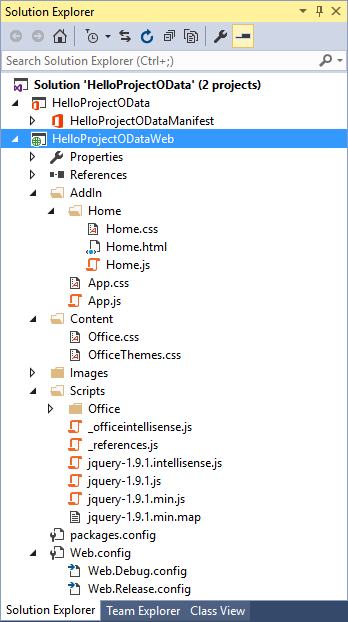 Solution Explorer
Search Solution Explorer (Ctrl+;)
Solution 'HelloProjectOData' (2 projects)
HelloProjectOData
HelloProjectODataManifest
HelloProjectODataWeb
Properties
References
AddIn
Home
Home.css
Home.html
Home.js
App.css
App.js
Content
Office.css
OfficeThemes.css
Images
Scripts
Office
_officeintellisense.js
_references.js
jquery-1.9.1.intellisense.js
jquery-1.9.1.js
jquery-1.9.1.min.js
jquery-1.9.1.min.map
packages.config
Web.config
Web.Debug.config
Web.Release.config
Solution Explorer Team Explorer Class View